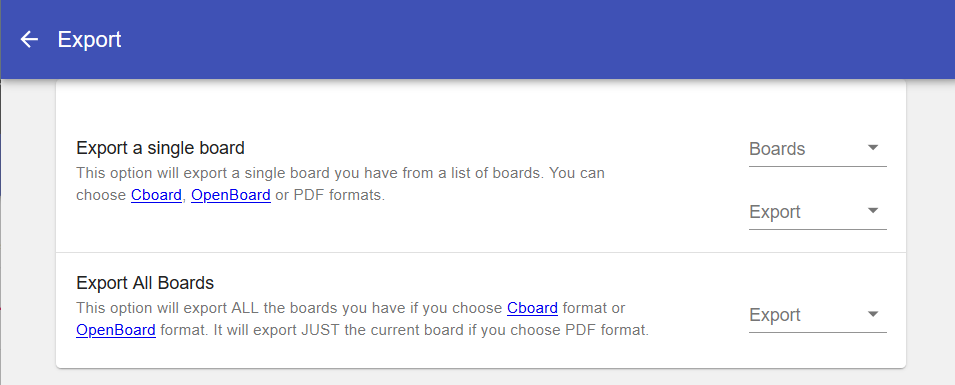 Export
Export a single board
This option will export a single board you have from a list of boards. You can
choose Cboard, OpenBoard or PDF formats.
Boards
Export
Export All Boards
This option will export ALL the boards you have if you choose Cboard format or
OpenBoard format. It will export JUST the current board if you choose PDF format.
Export